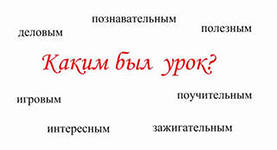 познавательным
деловым
полезным
Каким был урок?
игровым
поучительным
интересным
зажигательным